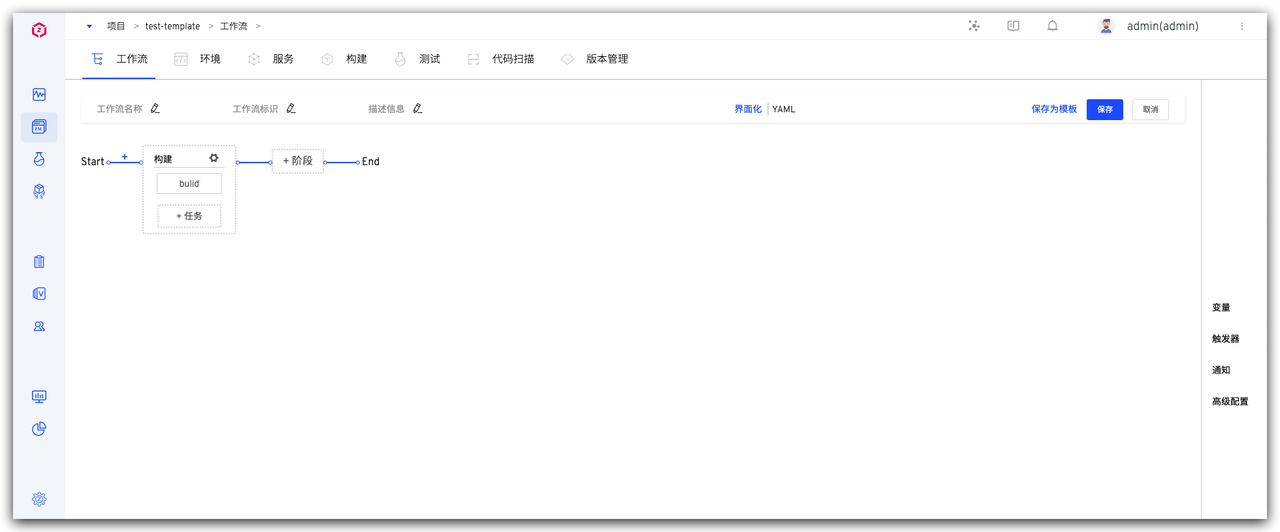 项目 > test-template > 工作流 >
admin(admin)
工作流 环境 服务 构建 测试 代码扫描 版本管理
工作流名称 工作流标识 描述信息 界面化 | YAML 保存为模板 保存 取消
Start + 构建 + 阶段 End
bulid
+ 任务
变量
触发器
通知
高级配置